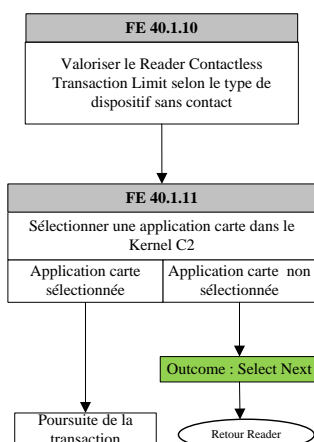 FE 40.1.10
Valoriser le Reader Contactless
Transaction Limit selon le type de
dispositif sans contact
FE 40.1.11
Sélectionner une application carte dans le
Kernel C2
Application carte
sélectionnée
Application carte non
sélectionnée
Outcome : Select Next
Poursuite de la
transaction
Retour Reader